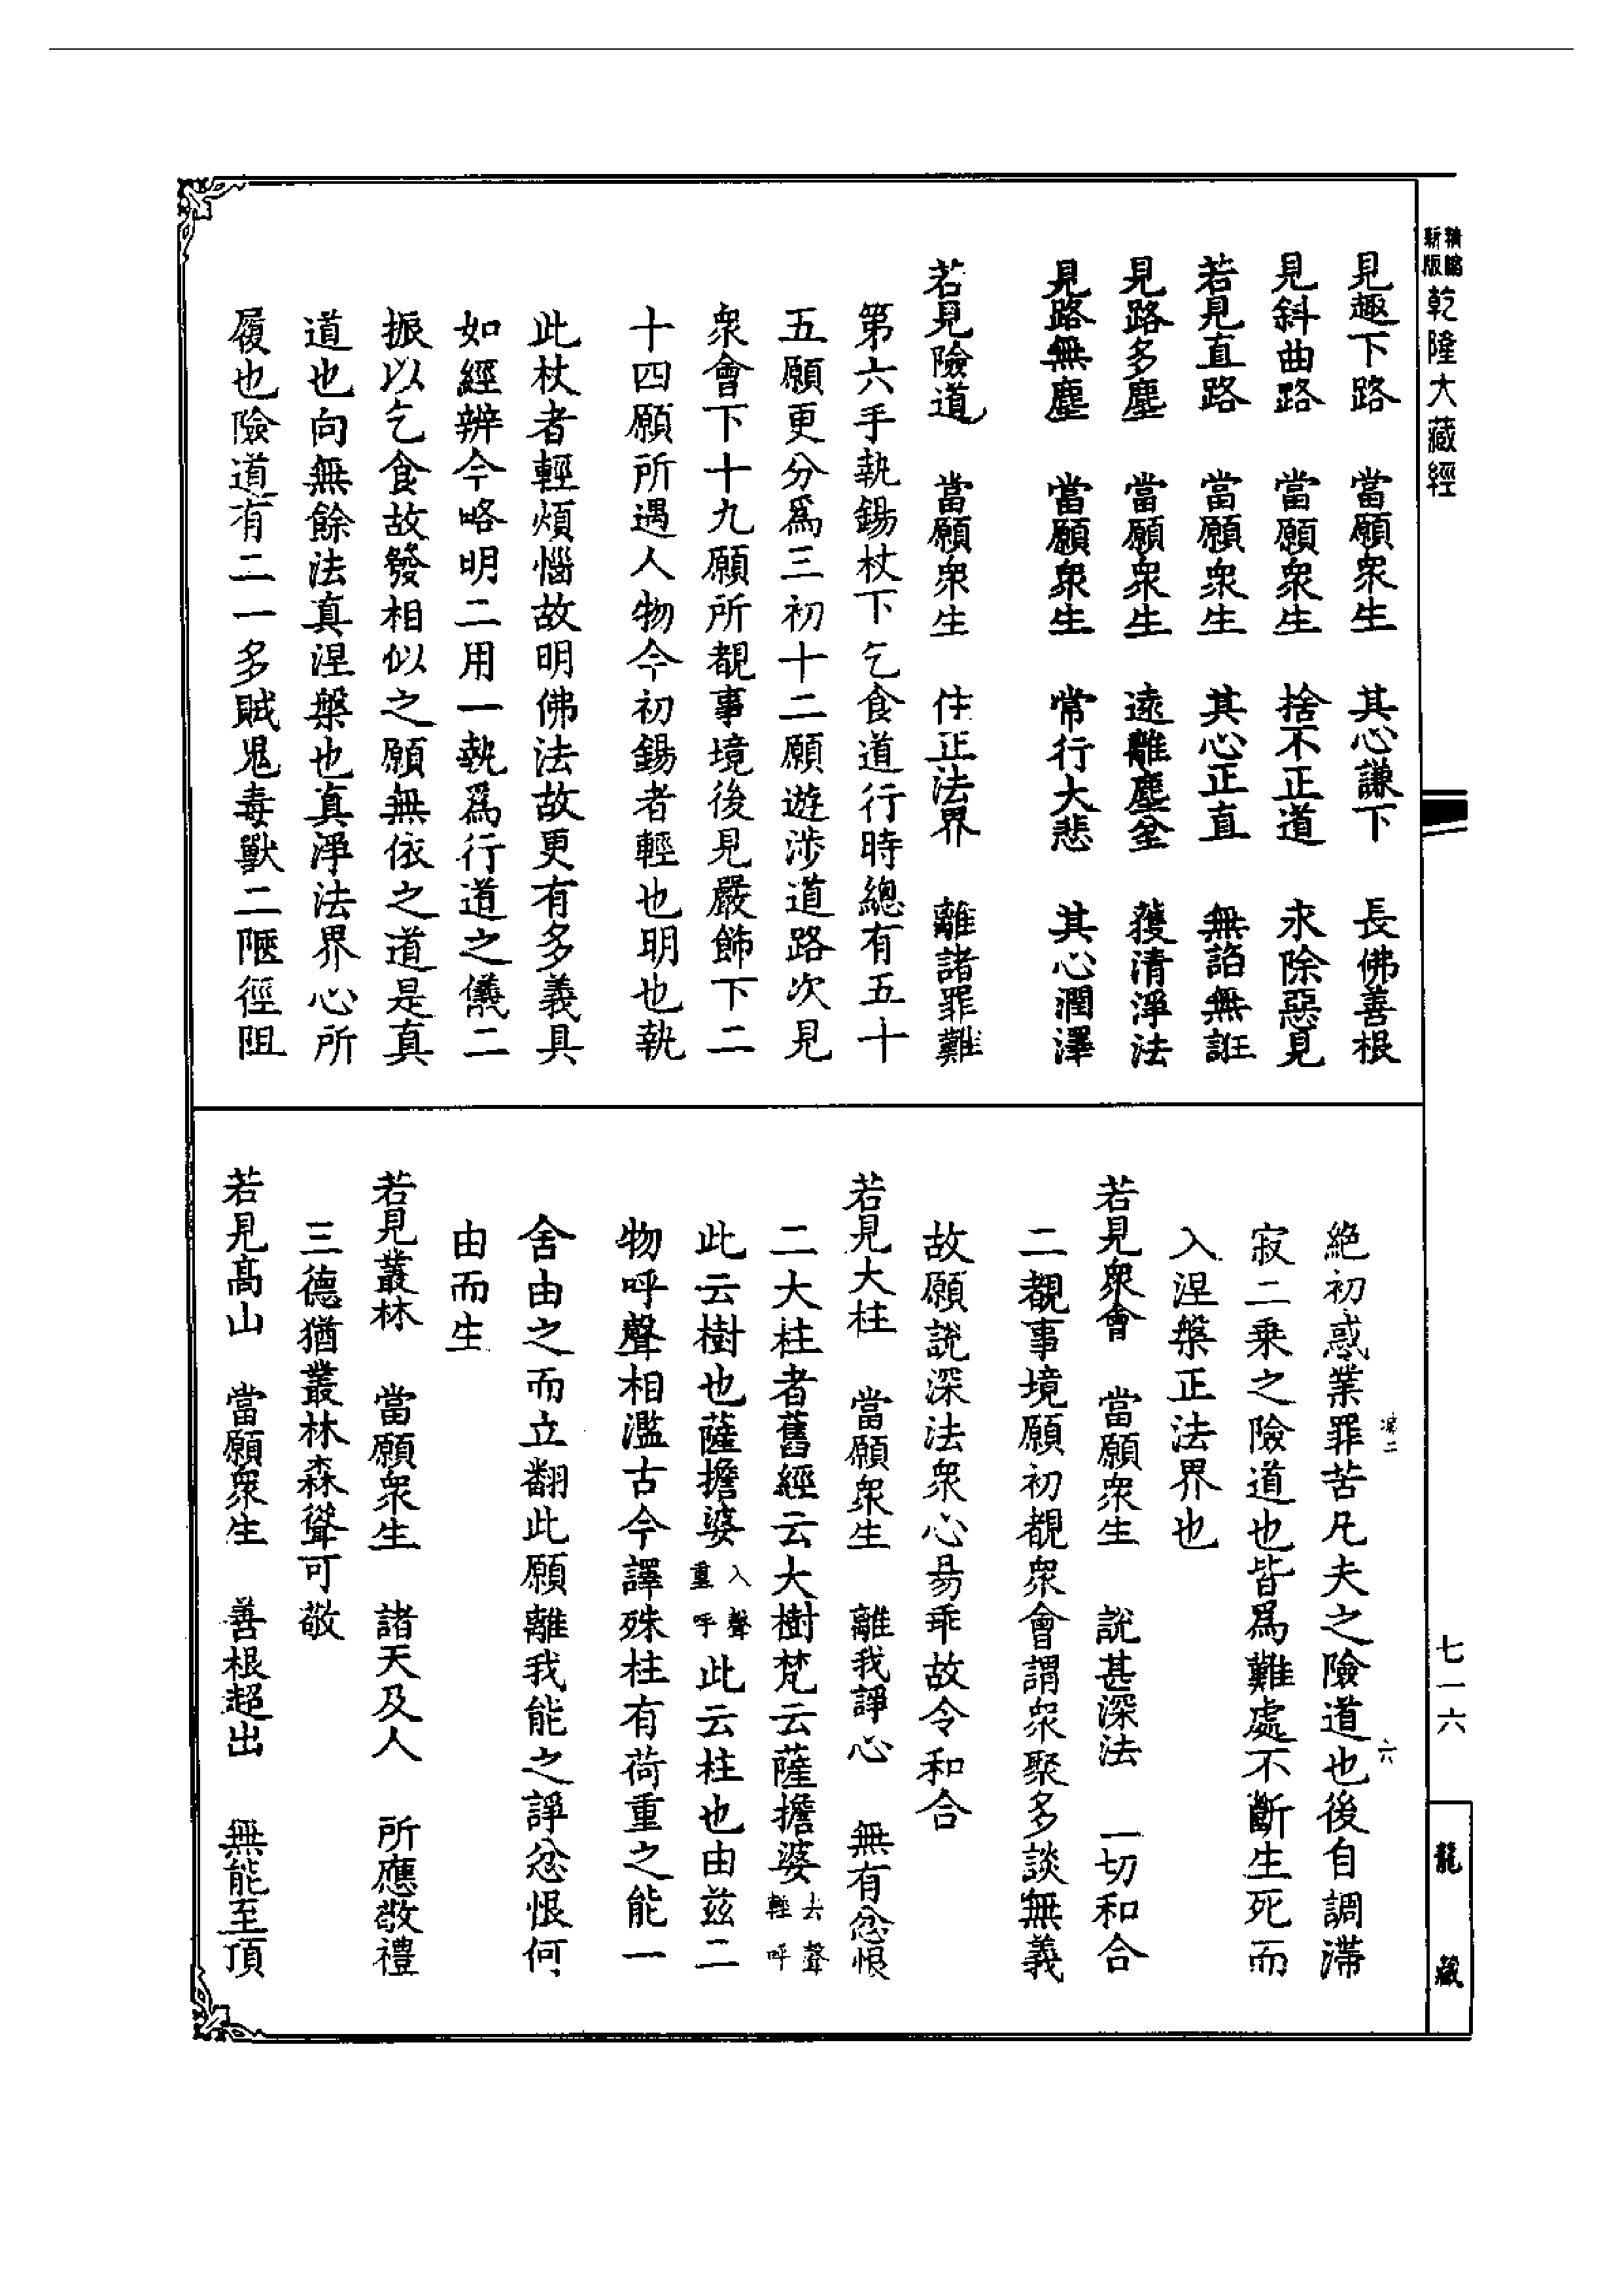 新版精縮乾隆大藏經
見趣下路 當願衆生 其心謙下 長佛善根
見斜曲路 當願衆生 捨不正道 永除惡見
若見直路 當願衆生 其心正直 無諂無誑
見路多塵 當願衆生 遠離塵坌 獲清淨法
見路無塵 當願衆生 常行大悲 其心潤澤
若見險道 當願衆生 住正法界 離諸罪難
第六手執錫杖下乞食道行時總有五十
五願更分爲三初十二願遊涉道路次見
衆會下十九願所覩事境後見嚴飾下二
十四願所遇人物今初錫者輕也明也執
此杖者輕煩惱故明佛法故更有多義具
如經辨今略明二用一執爲行道之儀二
振以乞食故發相似之願無依之道是真
道也向無餘法真涅槃也真淨法界心所
履也險道有二一多賊鬼毒獸二陿徑阻
絕初惑業罪苦凡夫之險道也後自調滯
寂二乘之險道也皆爲難處不斷生死而
入涅槃正法界也
若見衆會 當願衆生 說甚深法 一切和合
二覩事境願初覩衆會謂衆聚多談無義
故願說深法衆心易乖故令和合
若見大柱 當願衆生 離我諍心 無有忿恨
二大柱者舊經云大樹梵云薩擔婆去聲輕呼
此云樹也薩擔婆入聲重呼此云柱也由茲二
物呼聲相濫古今譯殊柱有荷重之能一
舍由之而立翻此願離我能之諍忿恨何
由而生
若見叢林 當願衆生 諸天及人 所應敬禮
三德猶叢林森聳可敬
若見高山 當願衆生 善根超出 無能至頂
七一六
六
龍藏